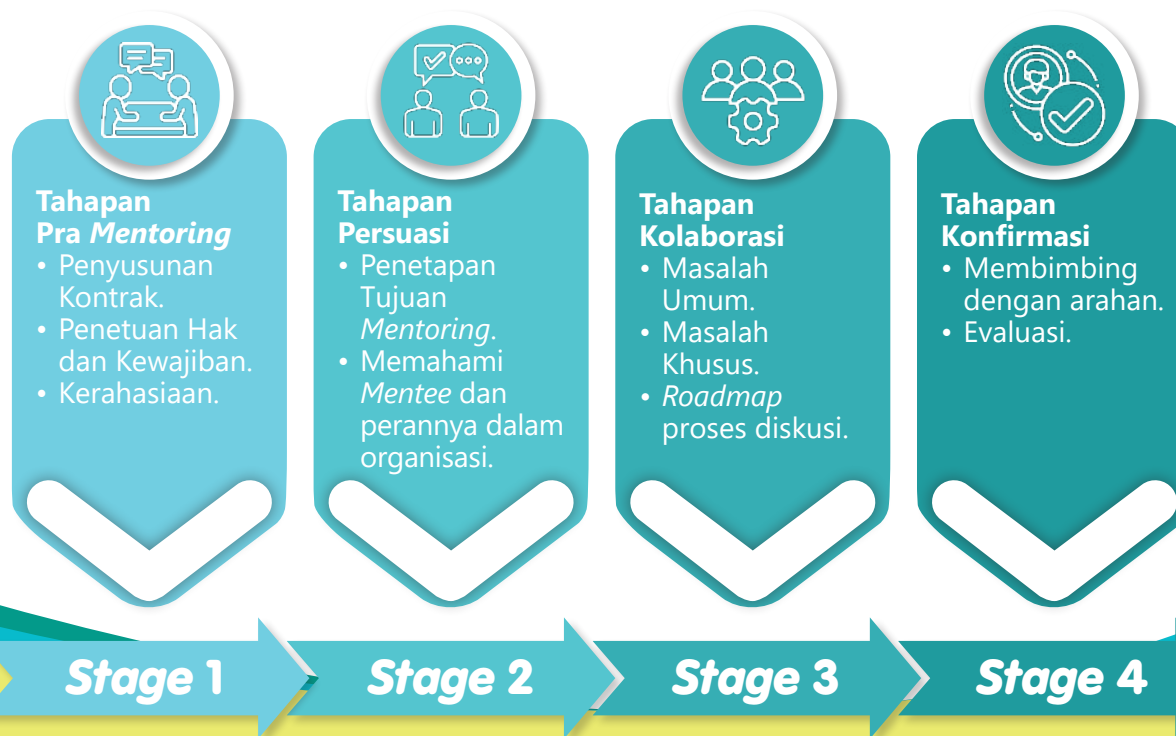 Tahapan
Pra Mentoring
• Penyusunan
Kontrak.
• Penetuan Hak
dan Kewajiban.
• Kerahasiaan.
Tahapan
Persuasi
• Penetapan
Tujuan
Mentoring.
• Memahami
Mentee dan
perannya dalam
organisasi.
Tahapan
Kolaborasi
• Masalah
Umum.
• Masalah
Khusus.
• Roadmap
proses diskusi.
Tahapan
Konfirmasi
• Membimbing
dengan arahan.
• Evaluasi.
Stage 1
Stage 2
Stage 3
Stage 4